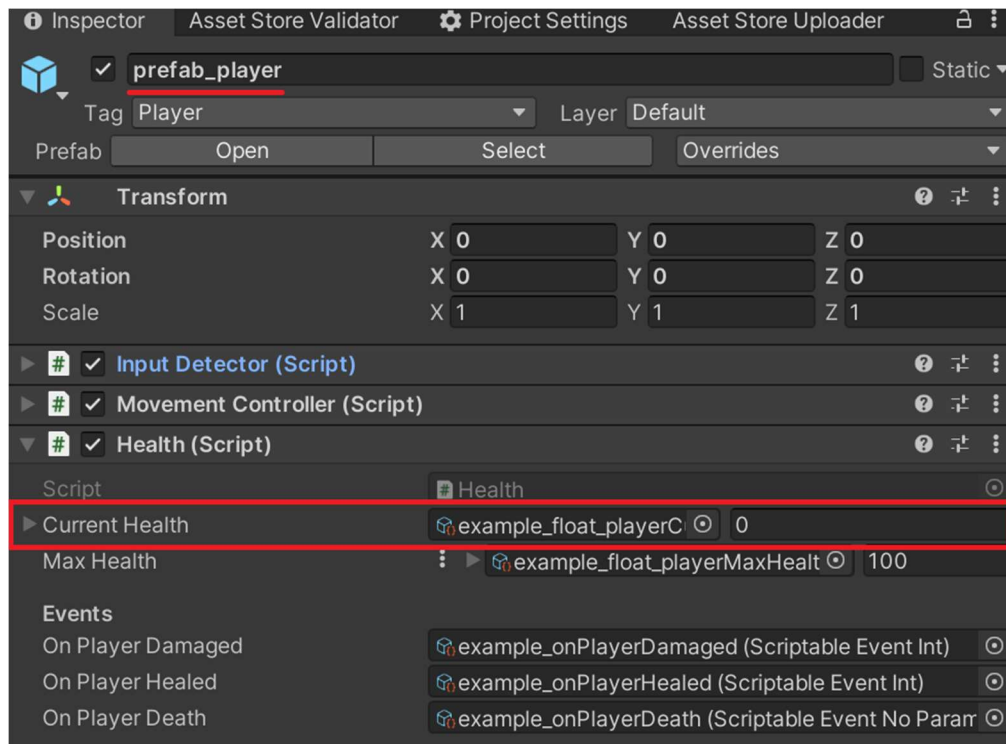 Inspector Asset Store Validator Project Settings Asset Store Uploader
prefab_player Static
Tag Player Layer Default
Prefab Open Select Overrides
Transform
Position X 0 Y 0 Z 0
Rotation X 0 Y 0 Z 0
Scale X 1 Y 1 Z 1
# Input Detector (Script)
# Movement Controller (Script)
# Health (Script)
Script # Health
Current Health example_float_playerC 0
Max Health example_float_playerMaxHealt 100
Events
On Player Damaged example_onPlayerDamaged (Scriptable Event Int)
On Player Healed example_onPlayerHealed (Scriptable Event Int)
On Player Death example_onPlayerDeath (Scriptable Event No Param